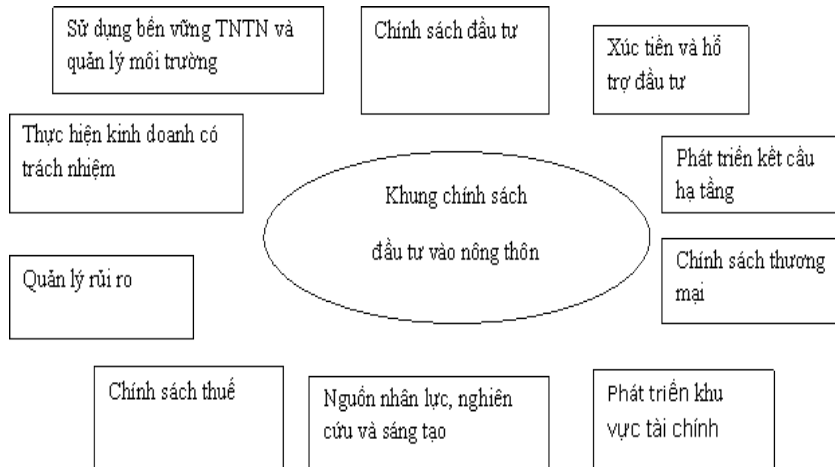 Sử dụng bền vững TNTN và
quản lý môi trường
Chính sách đầu tư
Xúc tiến và hỗ
trợ đầu tư
Thực hiện kinh doanh có
trách nhiệm
Phát triển kết cấu
hạ tầng
Khung chính sách
đầu tư vào nông thôn
Quản lý rủi ro
Chính sách thương
mại
Chính sách thuế
Nguồn nhân lực, nghiên
cứu và sáng tạo
Phát triển khu
vực tài chính